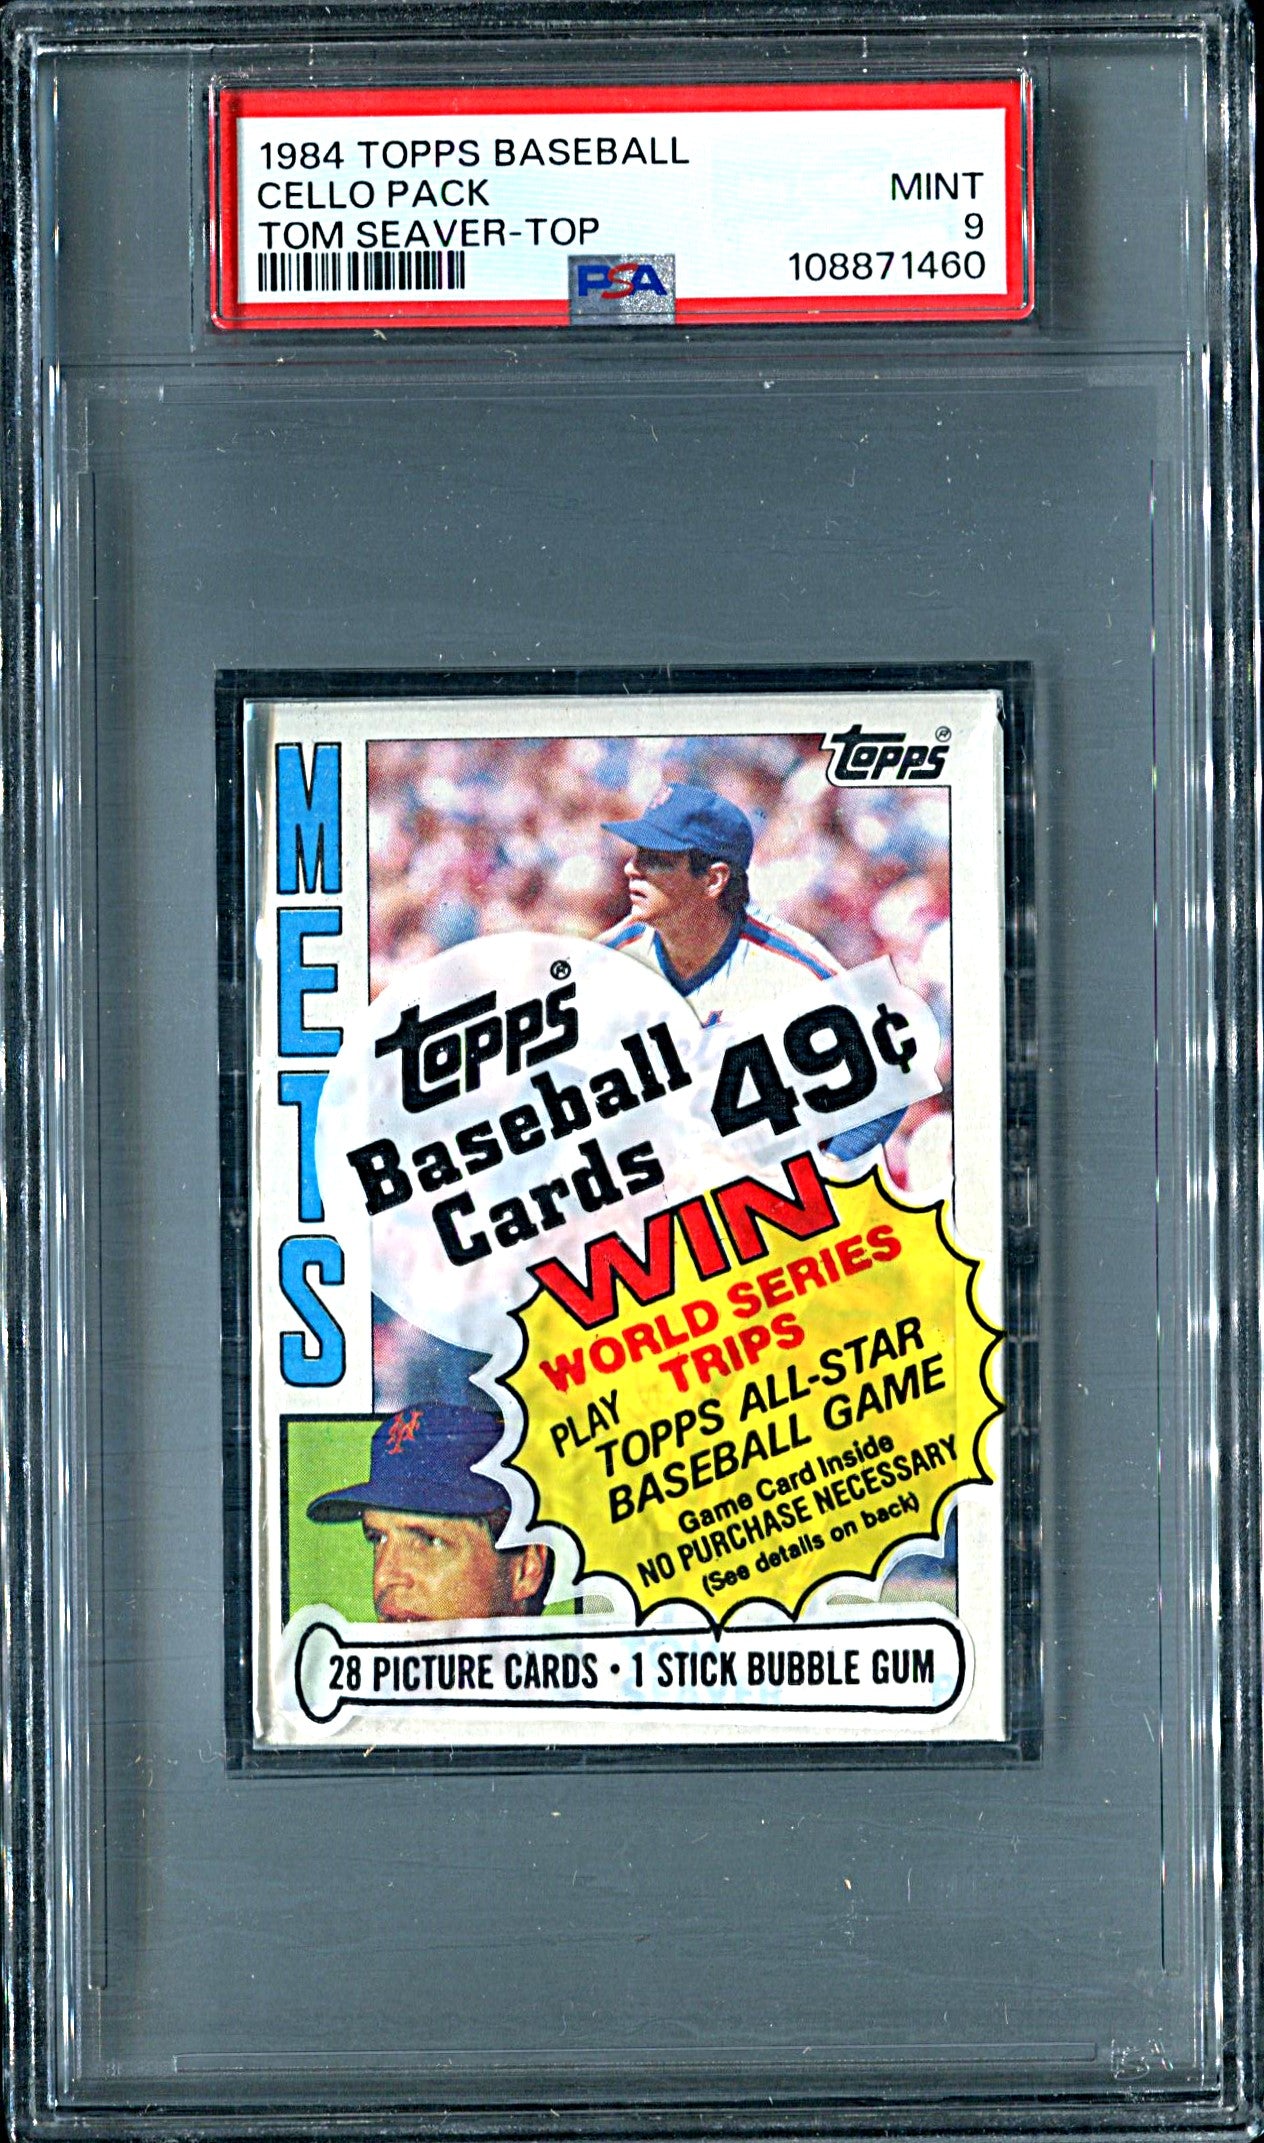 1984 TOPPS BASEBALL
CELLO PACK
MINT
TOM SEAVER-TOP
9
PSA
108871460
METS
TOPPS®
TOPPS®
Baseball
Cards
49¢
WIN
WORLD SERIES
TRIPS
PLAY
TOPPS ALL-STAR
BASEBALL GAME
Game Card Inside
NO PURCHASE NECESSARY
(See details on back)
28 PICTURE CARDS • 1 STICK BUBBLE GUM